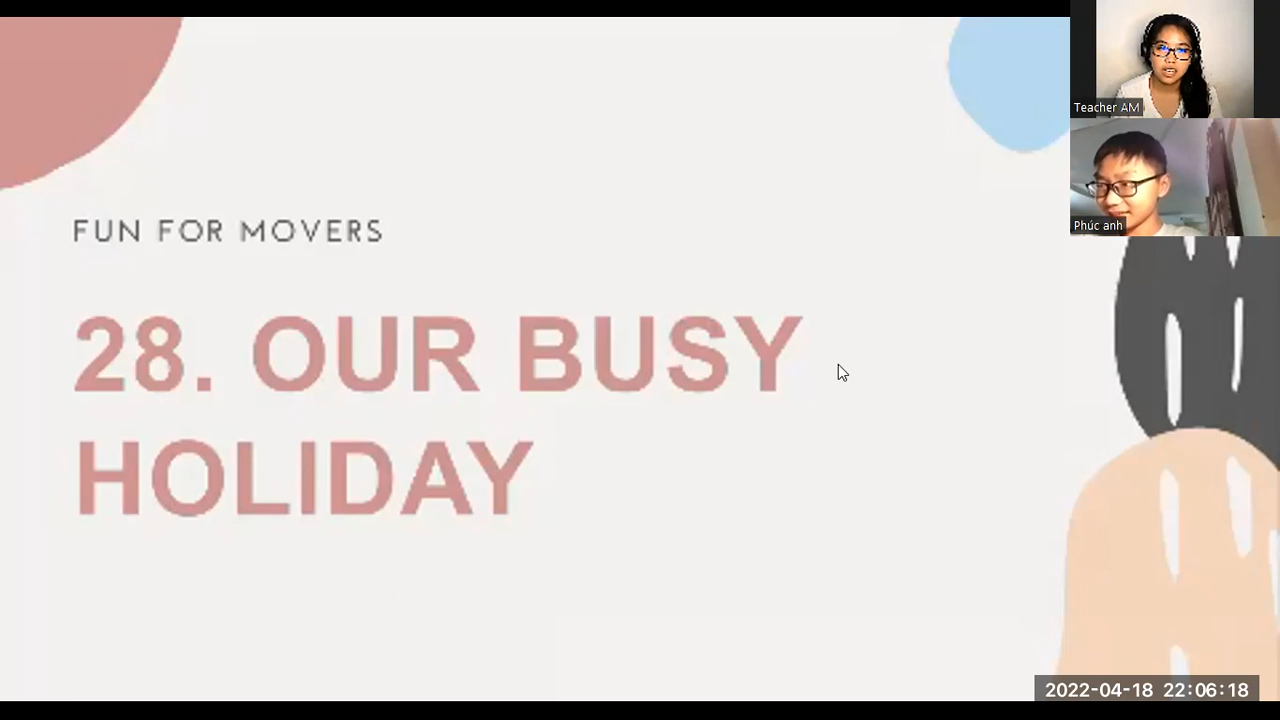 FUN FOR MOVERS
28. OUR BUSY
HOLIDAY
Teacher AM
Phúc anh
2022-04-18 22:06:18